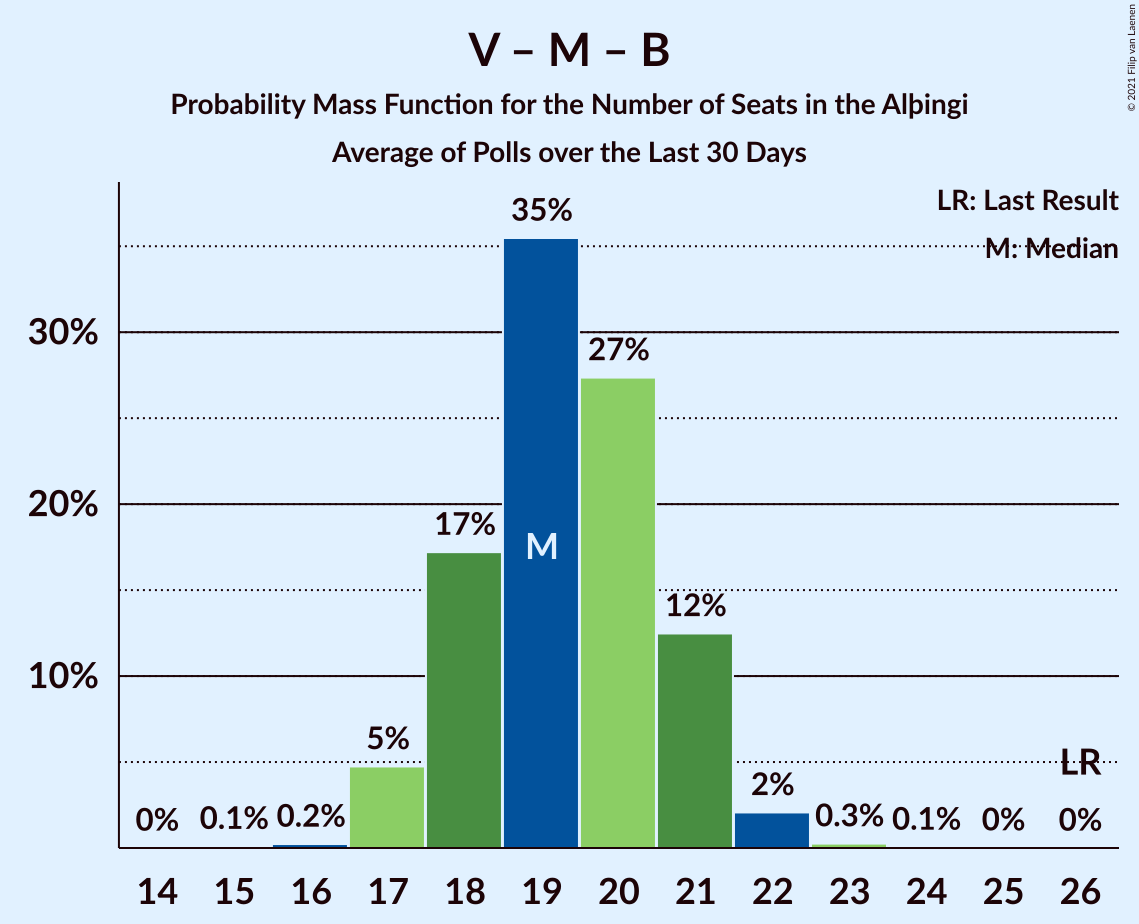 V – M – B
Probability Mass Function for the Number of Seats in the Alþingi
Average of Polls over the Last 30 Days
© 2021 Filip van Laenen
LR: Last Result
M: Median
35%
30%
27%
20%
17%
M
12%
10%
5%
LR
2%
0% 0.1% 0.2% 0.3% 0.1% 0% 0%
14 15 16 17 18 19 20 21 22 23 24 25 26